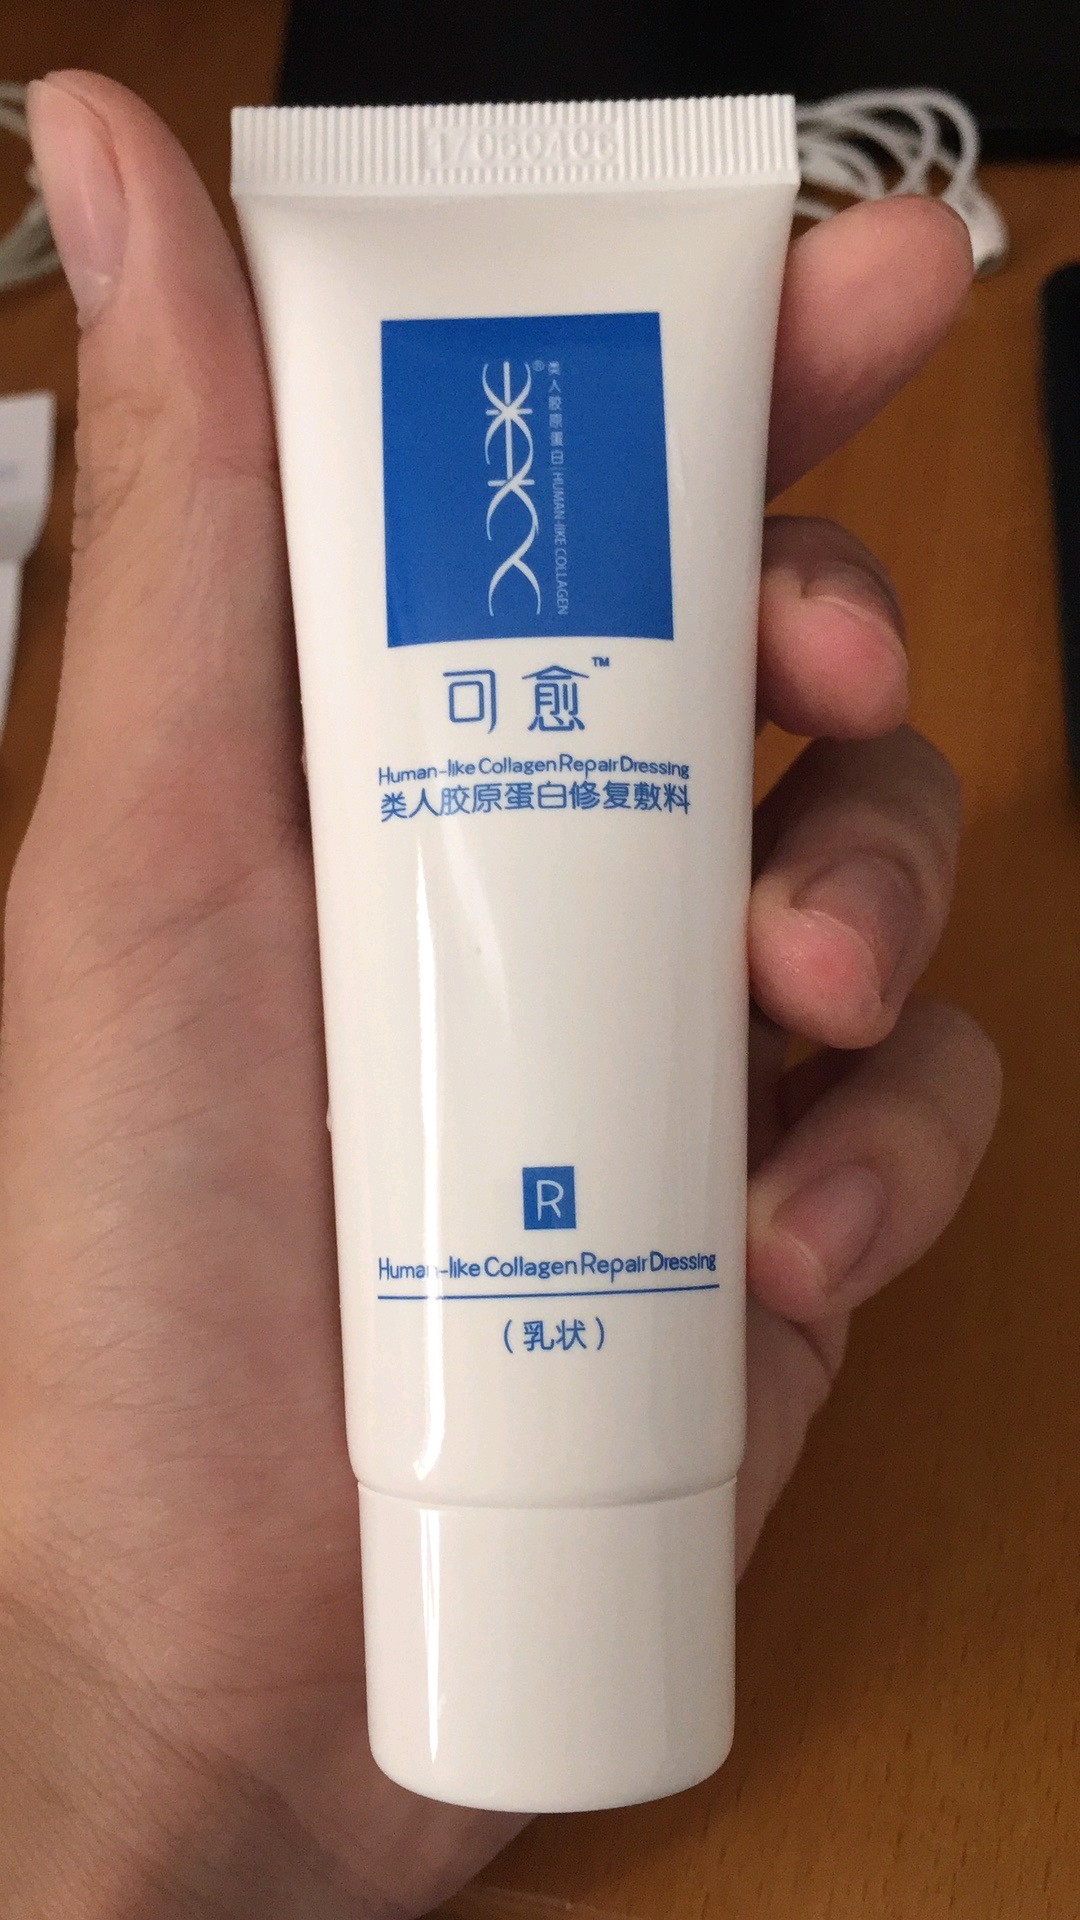 类人胶原蛋白 | HUMAN-LIKE COLLAGEN
可愈™
Human-like Collagen Repair Dressing
类人胶原蛋白修复敷料
R
Human-like Collagen Repair Dressing
(乳状)